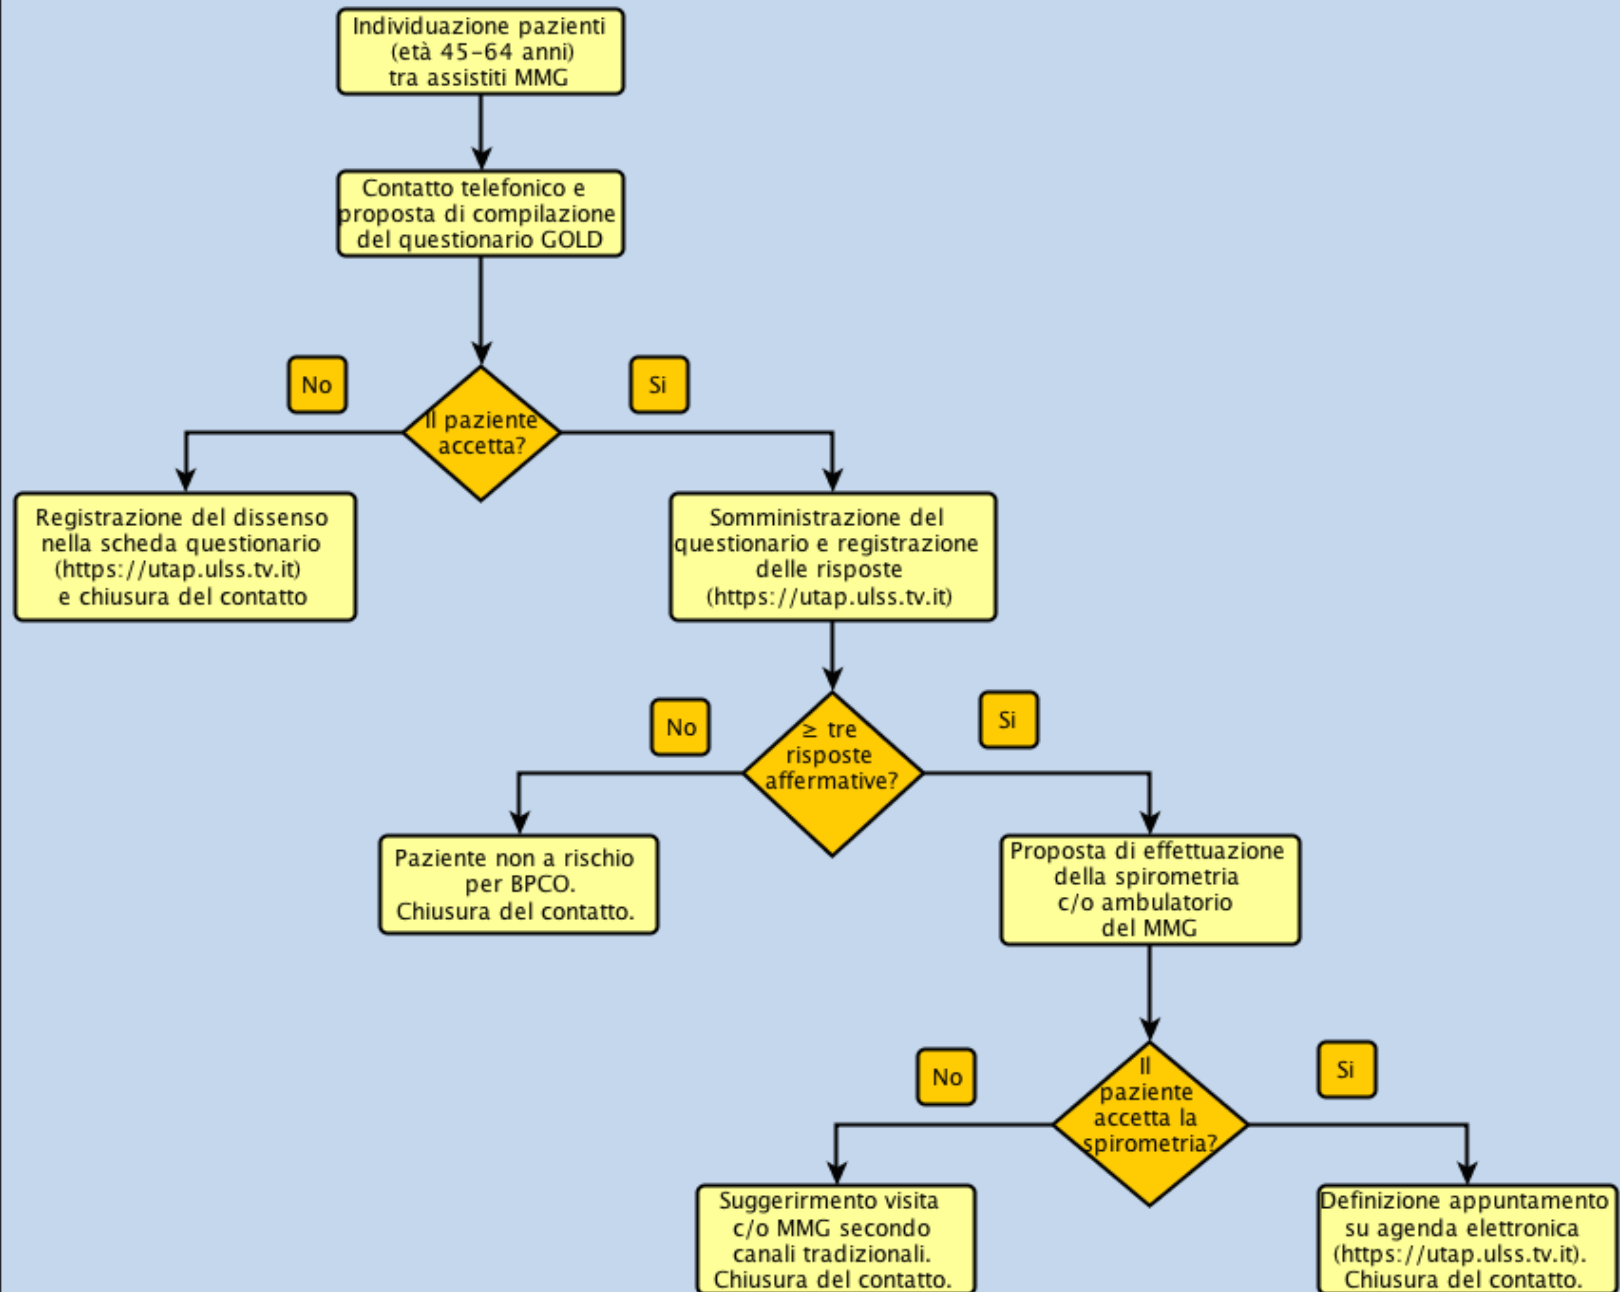 Individuazione pazienti
(età 45-64 anni)
tra assistiti MMG
Contatto telefonico e
proposta di compilazione
del questionario GOLD
No
Si
Il paziente
accetta?
Registrazione del dissenso
nella scheda questionario
(https://utap.ulss.tv.it)
e chiusura del contatto
Somministrazione del
questionario e registrazione
delle risposte
(https://utap.ulss.tv.it)
No
Si
≥ tre
risposte
affermative?
Paziente non a rischio
per BPCO.
Chiusura del contatto.
Proposta di effettuazione
della spirometria
c/o ambulatorio
del MMG
No
Si
Il
paziente
accetta la
spirometria?
Suggerirmento visita
c/o MMG secondo
canali tradizionali.
Chiusura del contatto.
Definizione appuntamento
su agenda elettronica
(https://utap.ulss.tv.it).
Chiusura del contatto.